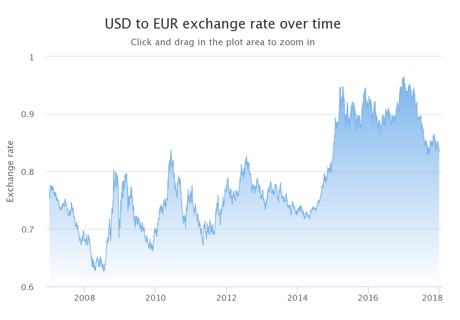 USD to EUR exchange rate over time
Click and drag in the plot area to zoom in
Exchange rate
1
0.9
0.8
0.7
0.6
2008 2010 2012 2014 2016 2018